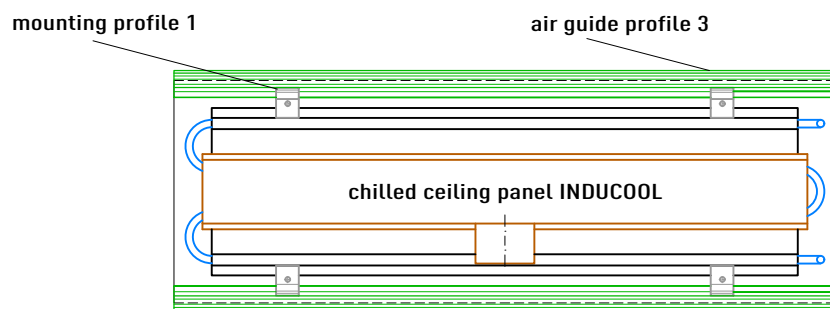 mounting profile 1
air guide profile 3
chilled ceiling panel INDUCOOL